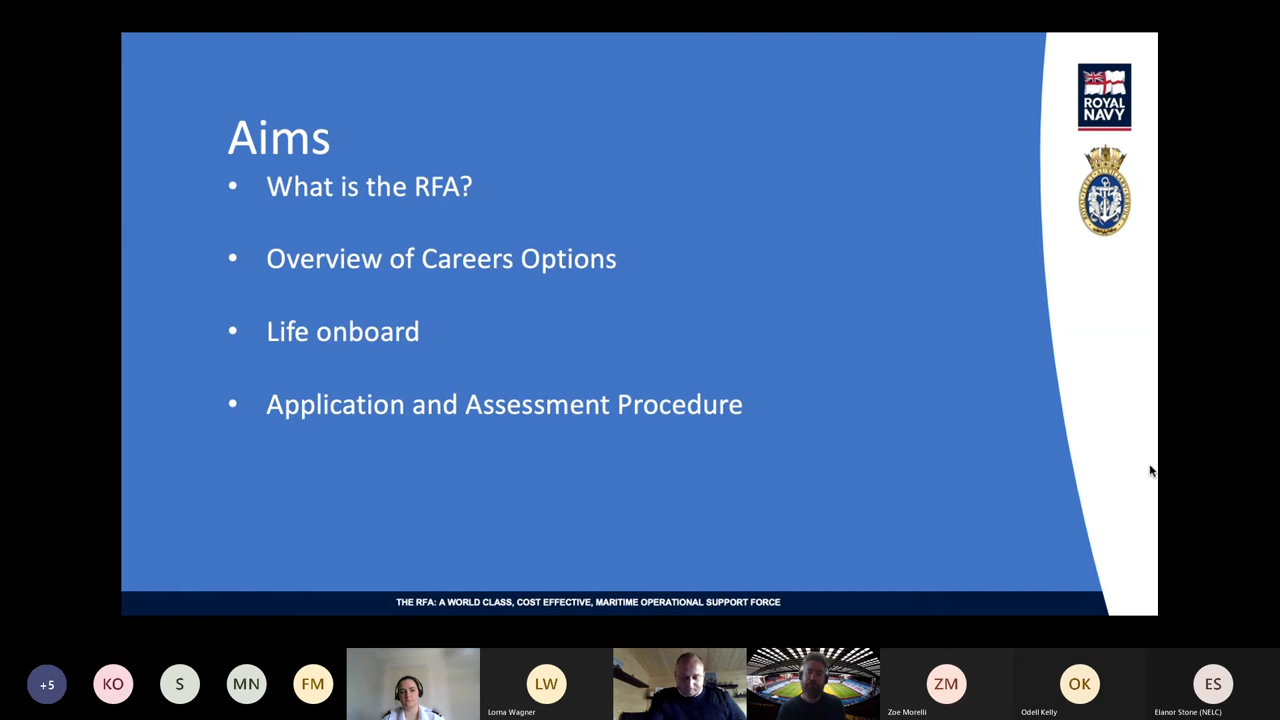 Aims
• What is the RFA?
• Overview of Careers Options
• Life onboard
• Application and Assessment Procedure
ROYAL
NAVY
THE RFA: A WORLD CLASS, COST EFFECTIVE, MARITIME OPERATIONAL SUPPORT FORCE
+5
KO
S
MN
FM
LW
Lorna Wagner
ZM
Zoe Morelli
OK
Odell Kelly
ES
Elanor Stone (NELC)